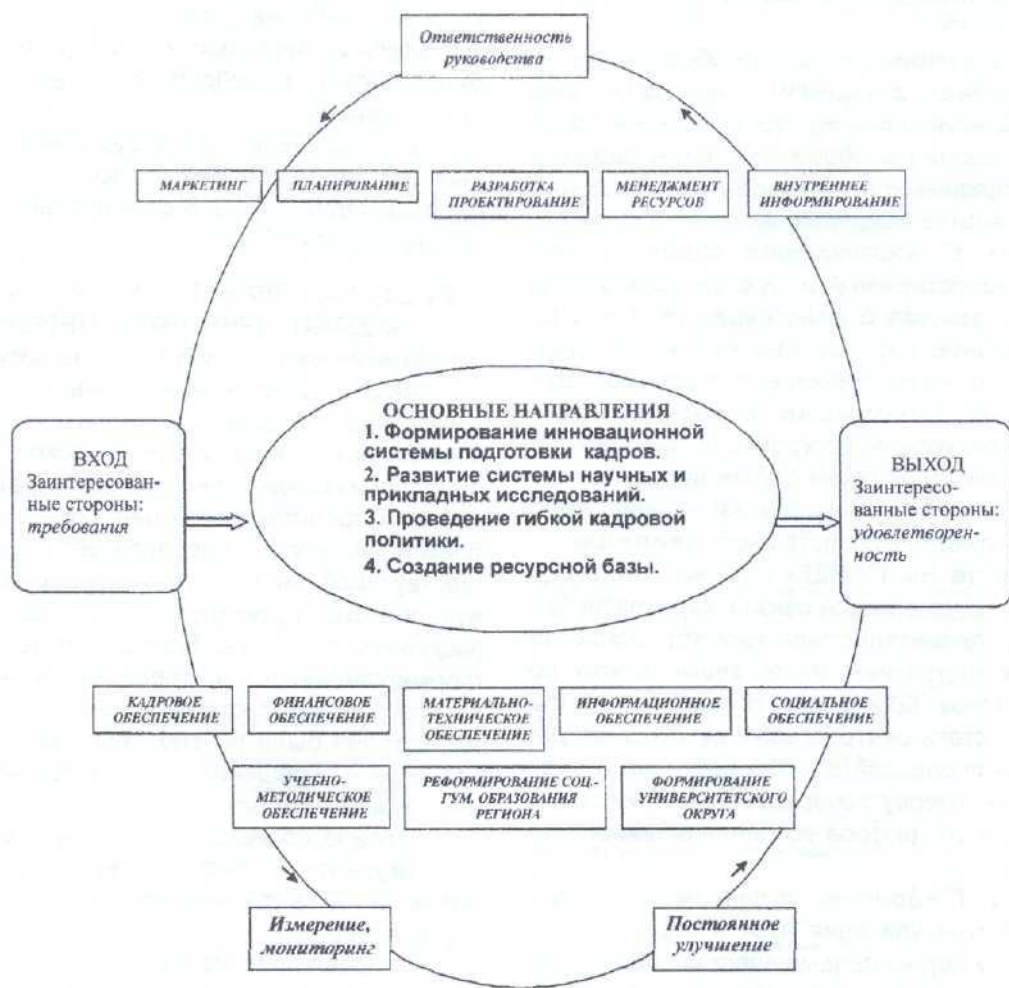 Ответственность
руководства
МАРКЕТИНГ
ПЛАНИРОВАНИЕ
РАЗРАБОТКА
ПРОЕКТИРОВАНИЕ
МЕНЕДЖМЕНТ
РЕСУРСОВ
ВНУТРЕННЕЕ
ИНФОРМИРОВАНИЕ
ВХОД
Заинтересован-
ные стороны:
требования
ОСНОВНЫЕ НАПРАВЛЕНИЯ
1. Формирование инновационной
системы подготовки кадров.
2. Развитие системы научных и
прикладных исследований.
3. Проведение гибкой кадровой
политики.
4. Создание ресурсной базы.
ВЫХОД
Заинтересо-
ванные стороны:
удовлетворен-
ность
КАДРОВОЕ
ОБЕСПЕЧЕНИЕ
ФИНАНСОВОЕ
ОБЕСПЕЧЕНИЕ
МАТЕРИАЛЬНО-
ТЕХНИЧЕСКОЕ
ОБЕСПЕЧЕНИЕ
ИНФОРМАЦИОННОЕ
ОБЕСПЕЧЕНИЕ
СОЦИАЛЬНОЕ
ОБЕСПЕЧЕНИЕ
УЧЕБНО-
МЕТОДИЧЕСКОЕ
ОБЕСПЕЧЕНИЕ
РЕФОРМИРОВАНИЕ СОЦ.-
ГУМ. ОБРАЗОВАНИЯ
РЕГИОНА
ФОРМИРОВАНИЕ
УНИВЕРСИТЕТСКОГО
ОКРУГА
Измерение,
мониторинг
Постоянное
улучшение